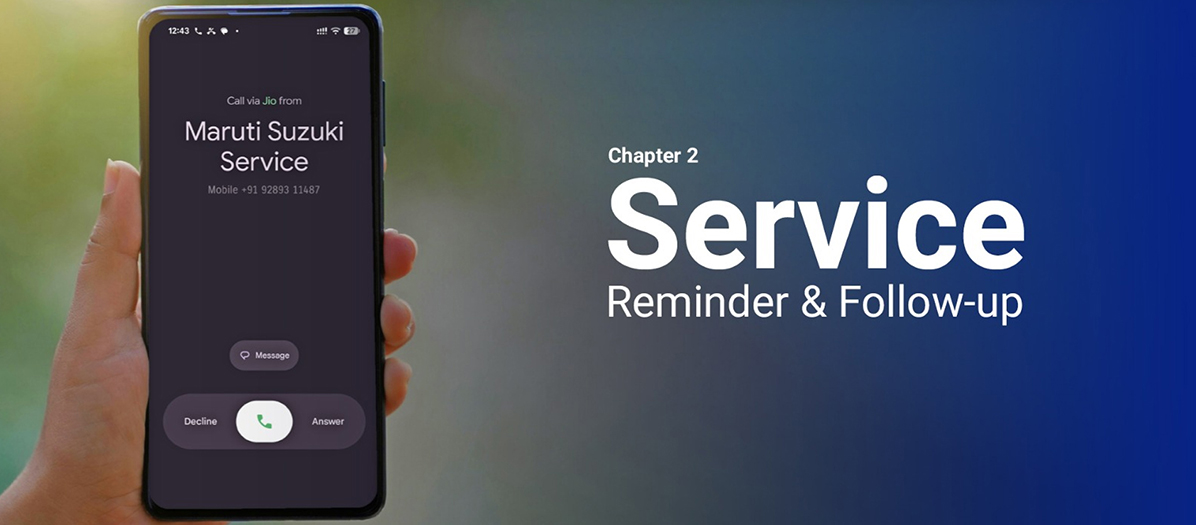 12:43
27
Call via Jio from
Maruti Suzuki
Service
Mobile +91 92893 11487
Message
Decline
Answer
Chapter 2
Service
Reminder & Follow-up